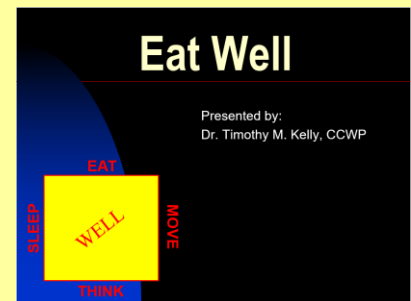 Eat Well
Presented by:
Dr. Timothy M. Kelly, CCWP
EAT
SLEEP
WELL
MOVE
THINK